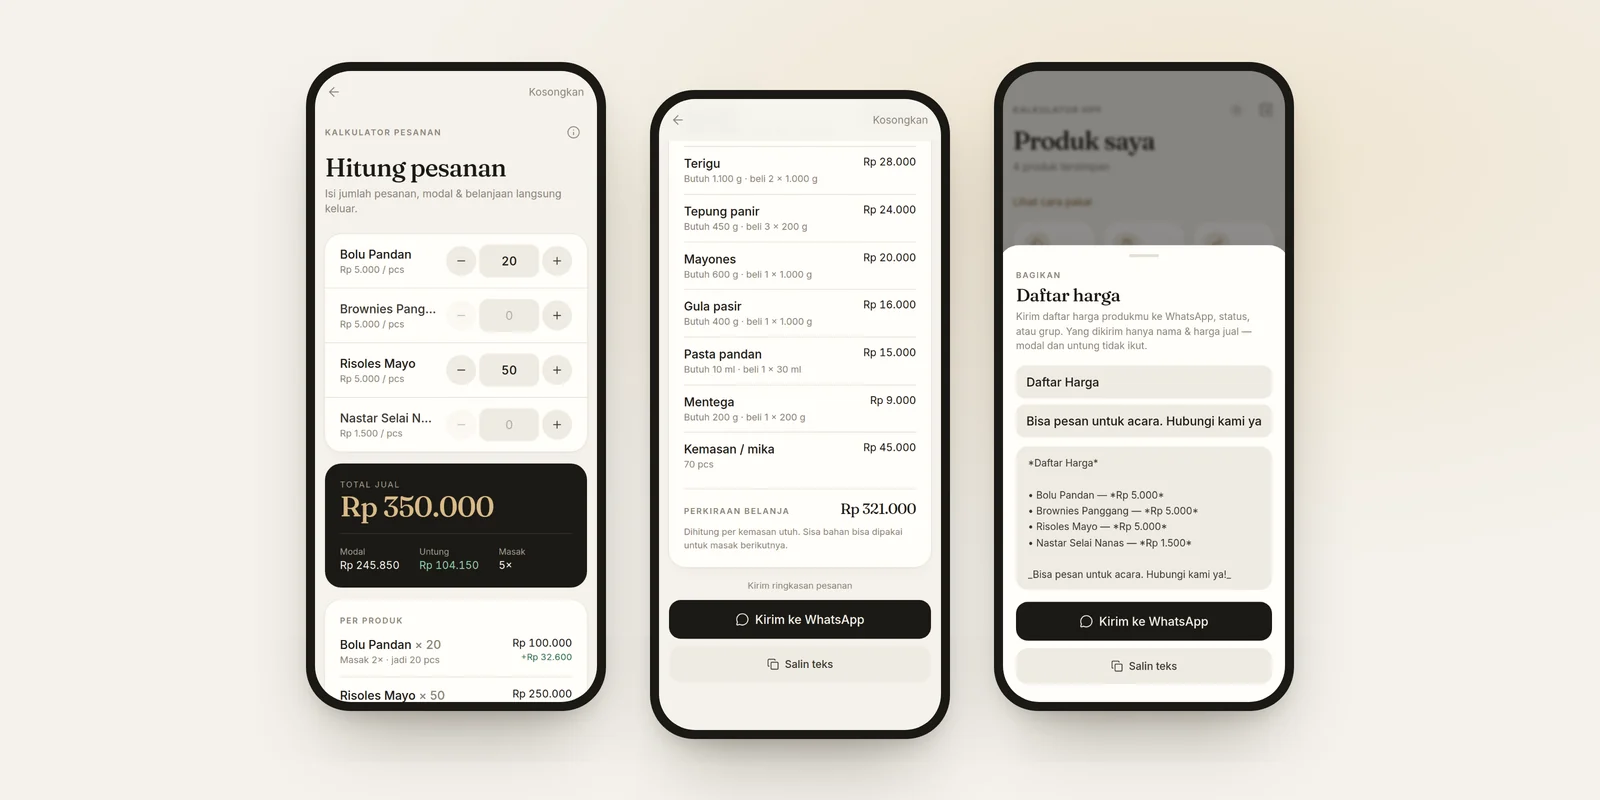 Kosongkan
KALKULATOR PESANAN
Hitung pesanan
Isi jumlah pesanan, modal & belanjaan langsung
keluar.
Bolu Pandan
Rp 5.000 / pcs
− 20 +
Brownies Pang...
Rp 5.000 / pcs
− 0 +
Risoles Mayo
Rp 5.000 / pcs
− 50 +
Nastar Selai N...
Rp 1.500 / pcs
− 0 +
TOTAL JUAL
Rp 350.000
Modal Untung Masak
Rp 245.850 Rp 104.150 5×
PER PRODUK
Bolu Pandan × 20 Rp 100.000
Masak 2× · jadi 20 pcs +Rp 32.600
Risoles Mayo × 50 Rp 250.000
Kosongkan
Terigu Rp 28.000
Butuh 1.100 g · beli 2 × 1.000 g
Tepung panir Rp 24.000
Butuh 450 g · beli 3 × 200 g
Mayones Rp 20.000
Butuh 600 g · beli 1 × 1.000 g
Gula pasir Rp 16.000
Butuh 400 g · beli 1 × 1.000 g
Pasta pandan Rp 15.000
Butuh 10 ml · beli 1 × 30 ml
Mentega Rp 9.000
Butuh 200 g · beli 1 × 200 g
Kemasan / mika Rp 45.000
70 pcs
PERKIRAAN BELANJA Rp 321.000
Dihitung per kemasan utuh. Sisa bahan bisa dipakai
untuk masak berikutnya.
Kirim ringkasan pesanan
Kirim ke WhatsApp
Salin teks
KALKULATOR HPP
Produk saya
4 produk tersimpan
Lihat cara pakai
BAGIKAN
Daftar harga
Kirim daftar harga produkmu ke WhatsApp, status,
atau grup. Yang dikirim hanya nama & harga jual —
modal dan untung tidak ikut.
Daftar Harga
Bisa pesan untuk acara. Hubungi kami ya
*Daftar Harga*
• Bolu Pandan — *Rp 5.000*
• Brownies Panggang — *Rp 5.000*
• Risoles Mayo — *Rp 5.000*
• Nastar Selai Nanas — *Rp 1.500*
_Bisa pesan untuk acara. Hubungi kami ya!_
Kirim ke WhatsApp
Salin teks